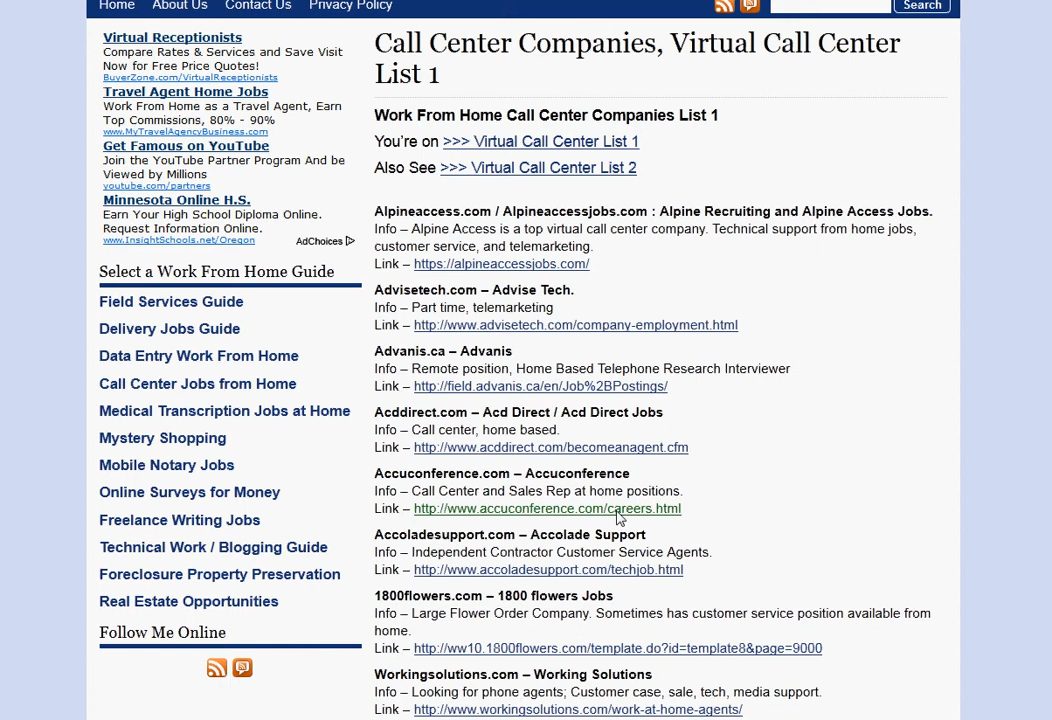 Home About Us Contact Us Privacy Policy Search
Virtual Receptionists
Compare Rates & Services and Save Visit
Now for Free Price Quotes!
BuyerZone.com/VirtualReceptionists
Travel Agent Home Jobs
Work From Home as a Travel Agent, Earn
Top Commissions, 80% - 90%
www.MyTravelAgencyBusiness.com
Get Famous on YouTube
Join the YouTube Partner Program And be
Viewed by Millions
youtube.com/partners
Minnesota Online H.S.
Earn Your High School Diploma Online.
Request Information Online.
www.InsightSchools.net/Oregon AdChoices
Select a Work From Home Guide
Field Services Guide
Delivery Jobs Guide
Data Entry Work From Home
Call Center Jobs from Home
Medical Transcription Jobs at Home
Mystery Shopping
Mobile Notary Jobs
Online Surveys for Money
Freelance Writing Jobs
Technical Work / Blogging Guide
Foreclosure Property Preservation
Real Estate Opportunities
Follow Me Online
Call Center Companies, Virtual Call Center
List 1
Work From Home Call Center Companies List 1
You’re on >>> Virtual Call Center List 1
Also See >>> Virtual Call Center List 2
Alpineaccess.com / Alpineaccessjobs.com : Alpine Recruiting and Alpine Access Jobs.
Info – Alpine Access is a top virtual call center company. Technical support from home jobs,
customer service, and telemarketing.
Link – https://alpineaccessjobs.com/
Advisetech.com – Advise Tech.
Info – Part time, telemarketing
Link – http://www.advisetech.com/company-employment.html
Advanis.ca – Advanis
Info – Remote position, Home Based Telephone Research Interviewer
Link – http://field.advanis.ca/en/Job%2BPostings/
Acddirect.com – Acd Direct / Acd Direct Jobs
Info – Call center, home based.
Link – http://www.acddirect.com/becomeanagent.cfm
Accuconference.com – Accuconference
Info – Call Center and Sales Rep at home positions.
Link – http://www.accuconference.com/careers.html
Accoladesupport.com – Accolade Support
Info – Independent Contractor Customer Service Agents.
Link – http://www.accoladesupport.com/techjob.html
1800flowers.com – 1800 flowers Jobs
Info – Large Flower Order Company. Sometimes has customer service position available from
home.
Link – http://ww10.1800flowers.com/template.do?id=template8&page=9000
Workingsolutions.com – Working Solutions
Info – Looking for phone agents; Customer case, sale, tech, media support.
Link – http://www.workingsolutions.com/work-at-home-agents/